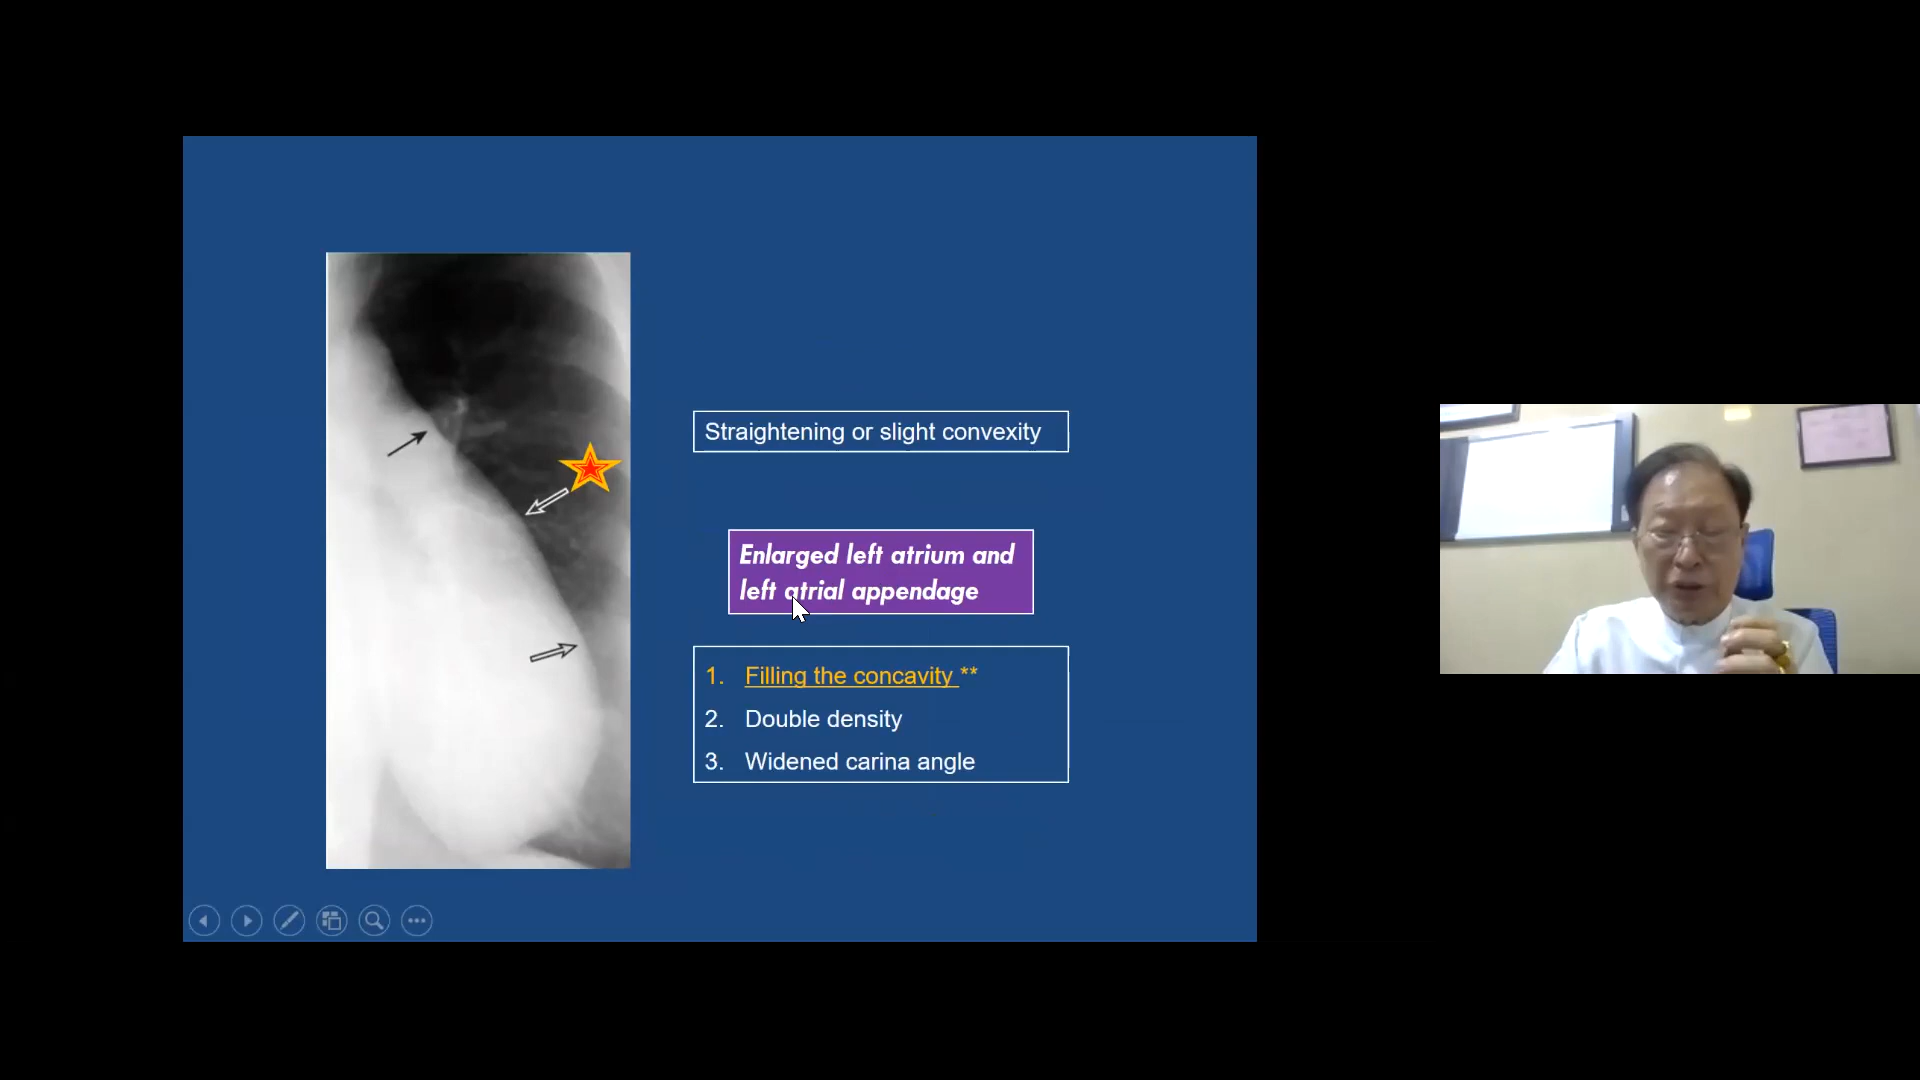 Straightening or slight convexity
Enlarged left atrium and
left atrial appendage
1. Filling the concavity **
2. Double density
3. Widened carina angle